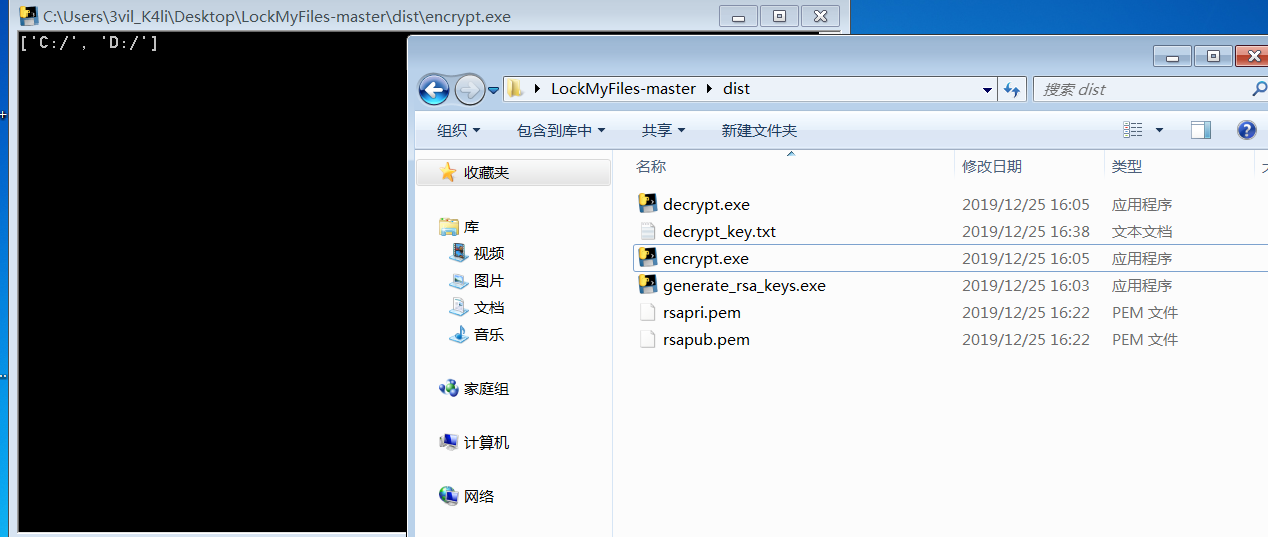 C:\Users\3vil_K4li\Desktop\LockMyFiles-master\dist\encrypt.exe
['C:/', 'D:/']
LockMyFiles-master dist
搜索 dist
组织 包含到库中 共享 新建文件夹
收藏夹
库
视频
图片
文档
音乐
家庭组
计算机
网络
名称 修改日期 类型
decrypt.exe 2019/12/25 16:05 应用程序
decrypt_key.txt 2019/12/25 16:38 文本文档
encrypt.exe 2019/12/25 16:05 应用程序
generate_rsa_keys.exe 2019/12/25 16:03 应用程序
rsapri.pem 2019/12/25 16:22 PEM 文件
rsapub.pem 2019/12/25 16:22 PEM 文件